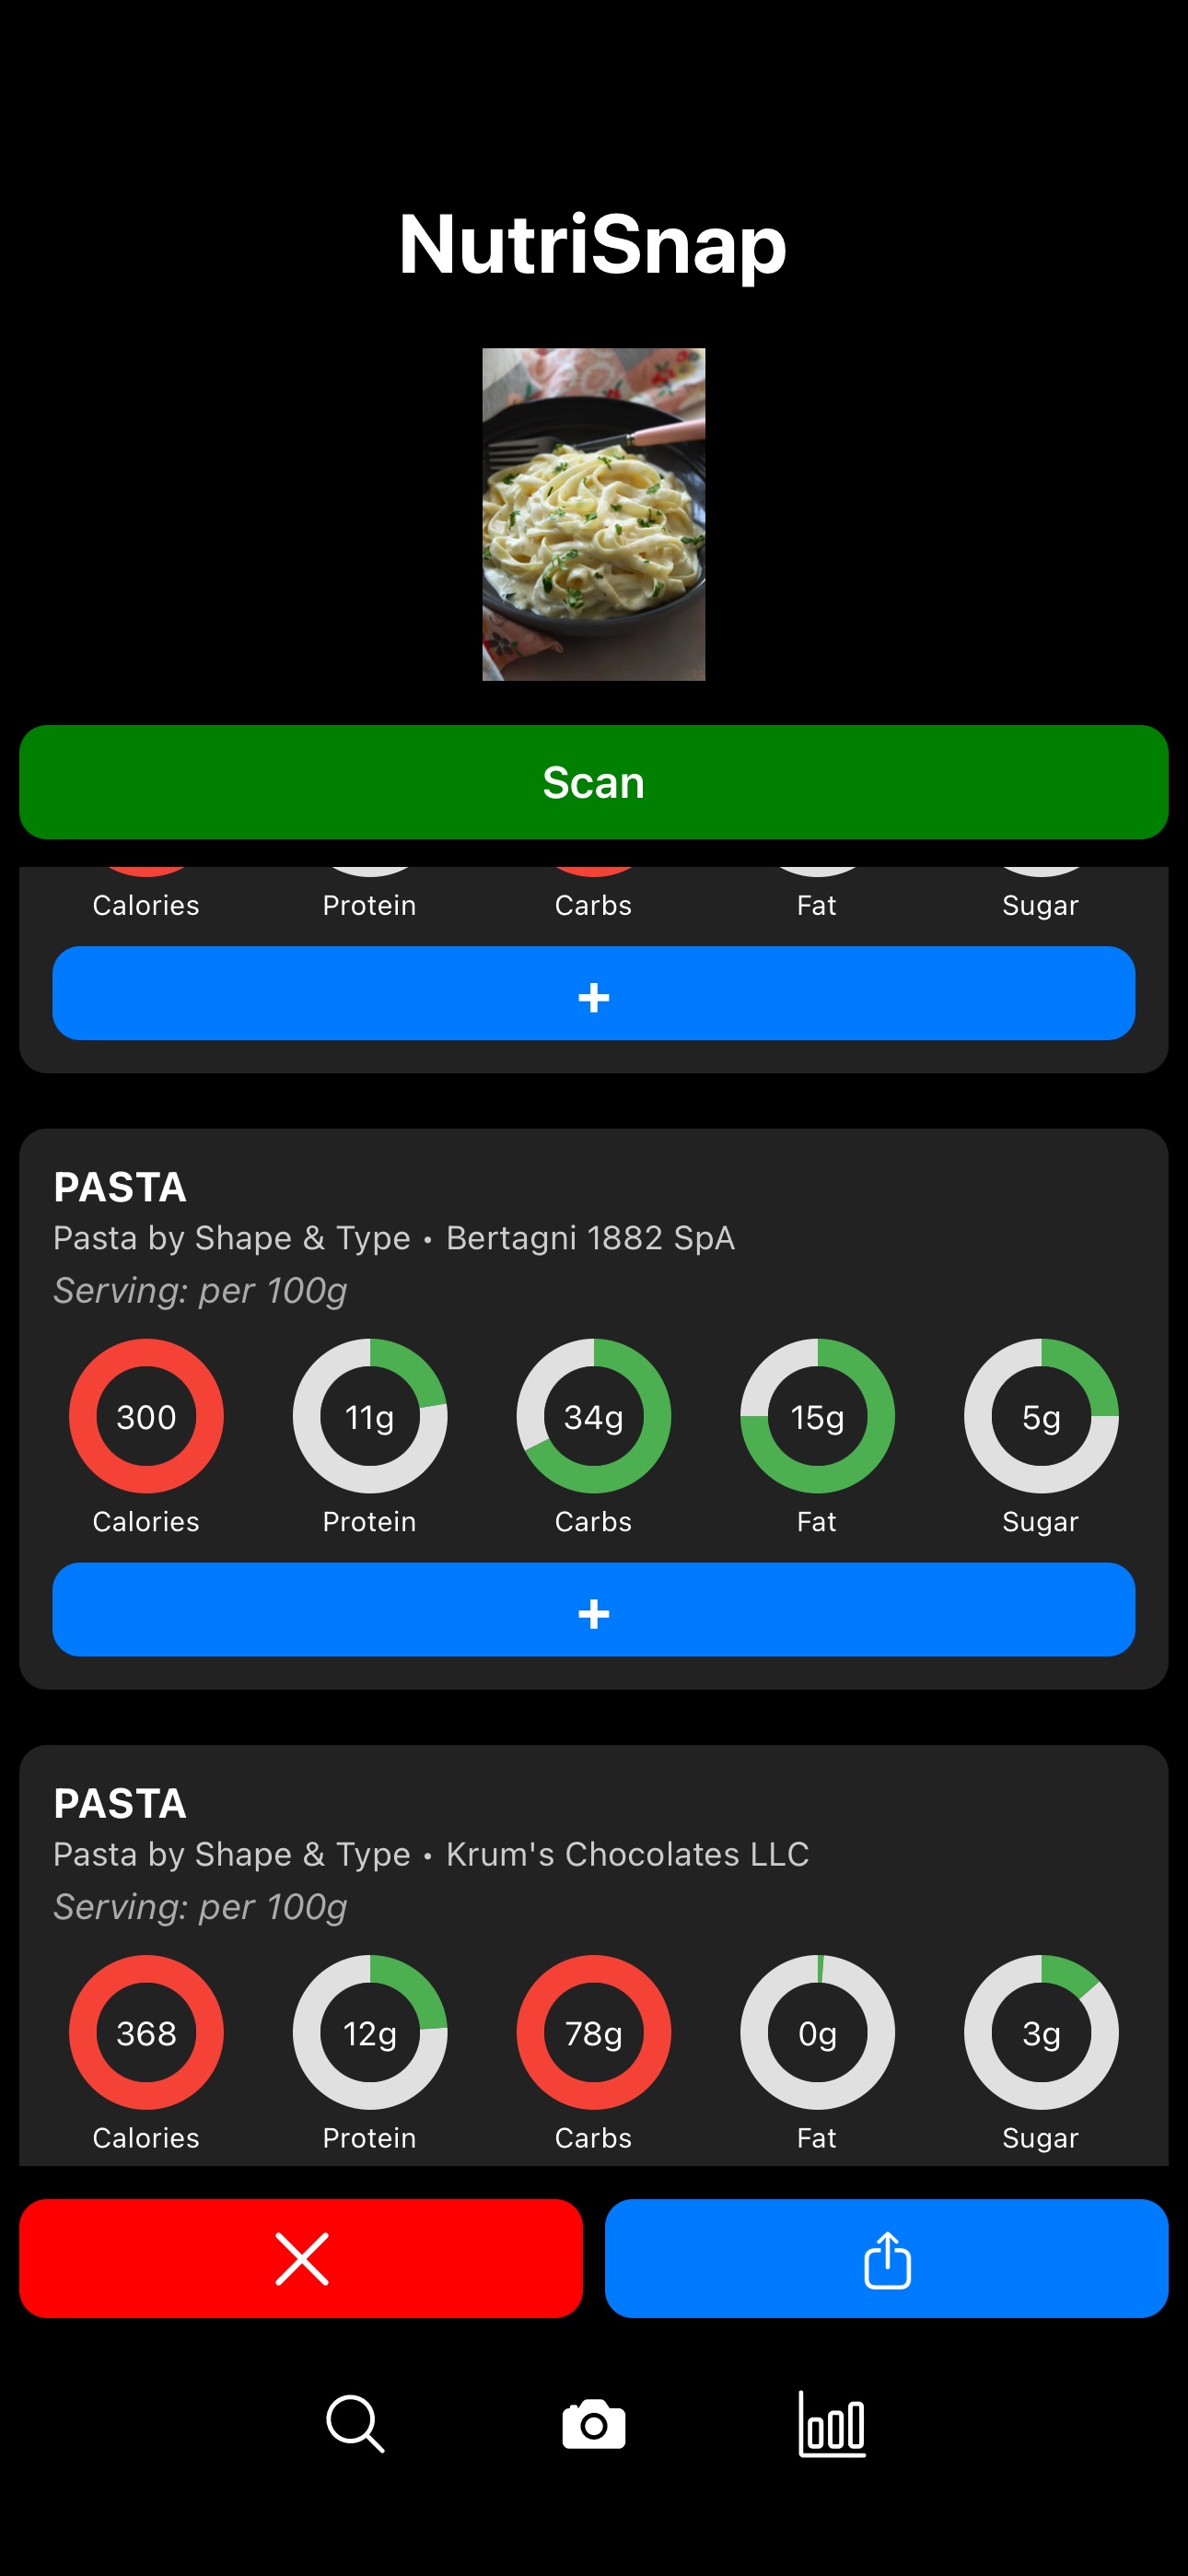 NutriSnap
Scan
Calories Protein Carbs Fat Sugar
+
PASTA
Pasta by Shape & Type • Bertagni 1882 SpA
Serving: per 100g
300 11g 34g 15g 5g
Calories Protein Carbs Fat Sugar
+
PASTA
Pasta by Shape & Type • Krum's Chocolates LLC
Serving: per 100g
368 12g 78g 0g 3g
Calories Protein Carbs Fat Sugar